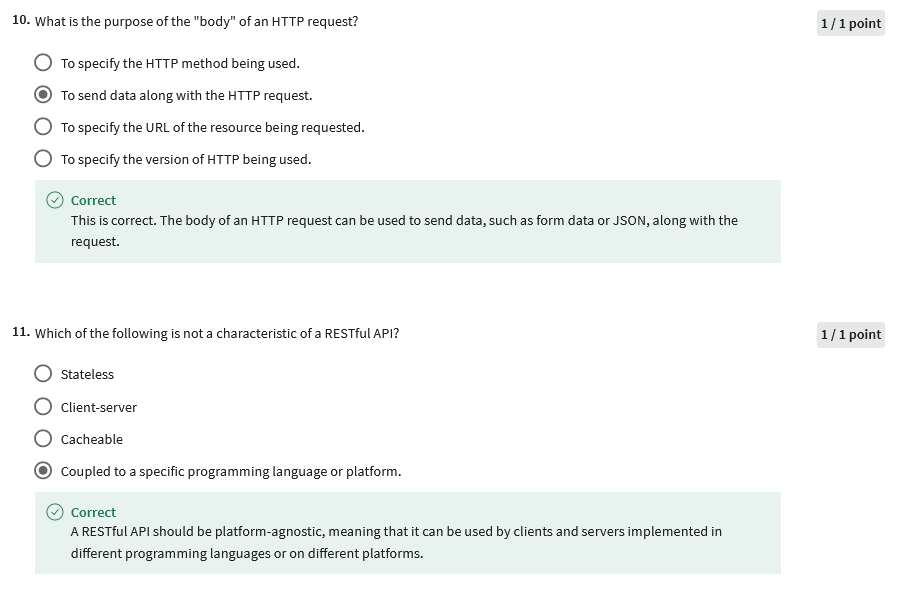 10. What is the purpose of the "body" of an HTTP request?
1 / 1 point
To specify the HTTP method being used.
To send data along with the HTTP request.
To specify the URL of the resource being requested.
To specify the version of HTTP being used.
Correct
This is correct. The body of an HTTP request can be used to send data, such as form data or JSON, along with the
request.
11. Which of the following is not a characteristic of a RESTful API?
1 / 1 point
Stateless
Client-server
Cacheable
Coupled to a specific programming language or platform.
Correct
A RESTful API should be platform-agnostic, meaning that it can be used by clients and servers implemented in
different programming languages or on different platforms.